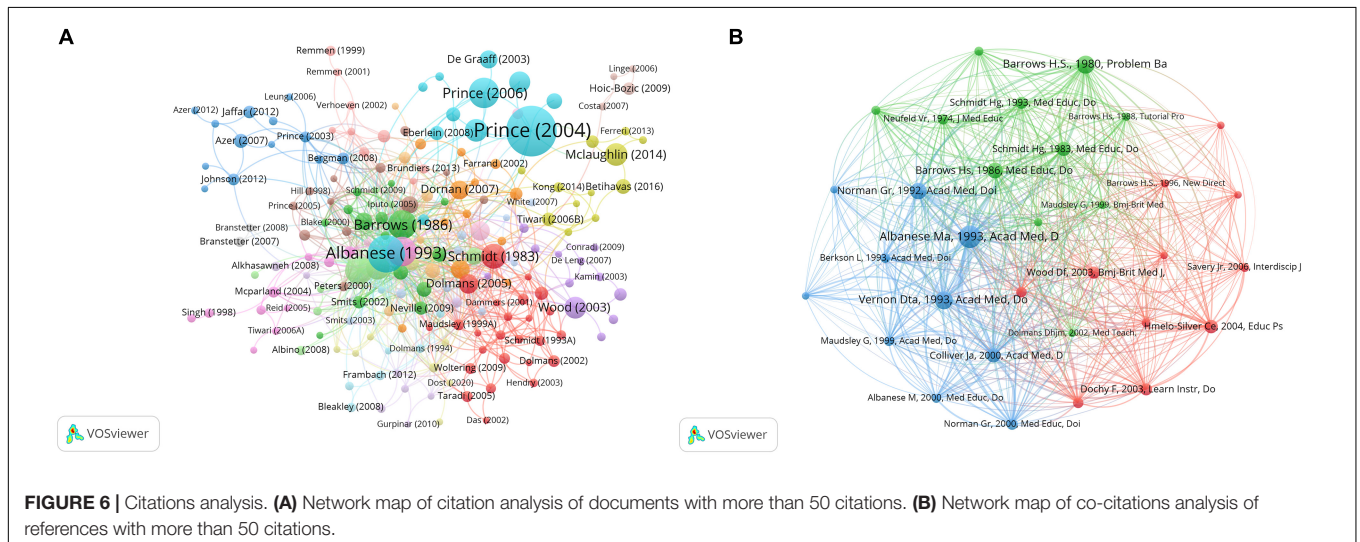 A
B
Remmen (1999)
De Graaff (2003)
Linge (2006)
Remmen (2001)
Hoic-Bozic (2009)
Leung (2006)
Prince (2006)
Verhoeven (2002)
Costa (2007)
Azer (2012)
Jaffar (2012)
Prince (2004)
Ferreri (2013)
Eberlein (2008)
Prince (2003)
Azer (2007)
Mclaughlin (2014)
Bergman (2008)
Farrand (2002)
Brundiers (2013)
Johnson (2012)
Hill (1998)
Schmidt (2009)
Dornan (2007)
Kong (2014)
Betihavas (2016)
Iputo (2005)
White (2007)
Prince (2005)
Blake (2000)
Barrows (1986)
Tiwari (2006B)
Branstetter (2008)
Branstetter (2007)
Albanese (1993)
Schmidt (1983)
Conradi (2009)
De Leng (2007)
Alkhasawneh (2008)
Kamin (2003)
Peters (2000)
Dolmans (2005)
Mcparland (2004)
Smits (2002)
Dammers (2001)
Wood (2003)
Singh (1998)
Reid (2005)
Neville (2009)
Smits (2003)
Maudsley (1999A)
Tiwari (2006A)
Schmidt (1993A)
Albino (2008)
Dolmans (1994)
Dolmans (2002)
Woltering (2009)
Frambach (2012)
Dost (2020)
Hendry (2003)
Taradi (2005)
Bleakley (2008)
Das (2002)
Gurpinar (2010)
VOSviewer
Barrows H.S., 1980, Problem Ba
Schmidt Hg, 1993, Med Educ, Do
Neufeld Vr, 1974, J Med Educ
Barrows Hs, 1988, Tutorial Pro
Schmidt Hg, 1983, Med Educ, Do
Barrows Hs, 1986, Med Educ, Do
Barrows H.S., 1996, New Direct
Norman Gr, 1992, Acad Med, Doi
Maudsley G, 1999, Bmj-Brit Med
Albanese Ma, 1993, Acad Med, D
Berkson L, 1993, Acad Med, Doi
Wood Df, 2003, Bmj-Brit Med J,
Savery Jr, 2006, Interdiscip J
Vernon Dta, 1993, Acad Med, Do
Hmelo-Silver Ce, 2004, Educ Ps
Dolmans Dhjm, 2002, Med Teach,
Maudsley G, 1999, Acad Med, Do
Colliver Ja, 2000, Acad Med, D
Dochy F, 2003, Learn Instr, Do
Albanese M, 2000, Med Educ, Do
Norman Gr, 2000, Med Educ, Doi
VOSviewer
FIGURE 6 | Citations analysis. (A) Network map of citation analysis of documents with more than 50 citations. (B) Network map of co-citations analysis of
references with more than 50 citations.